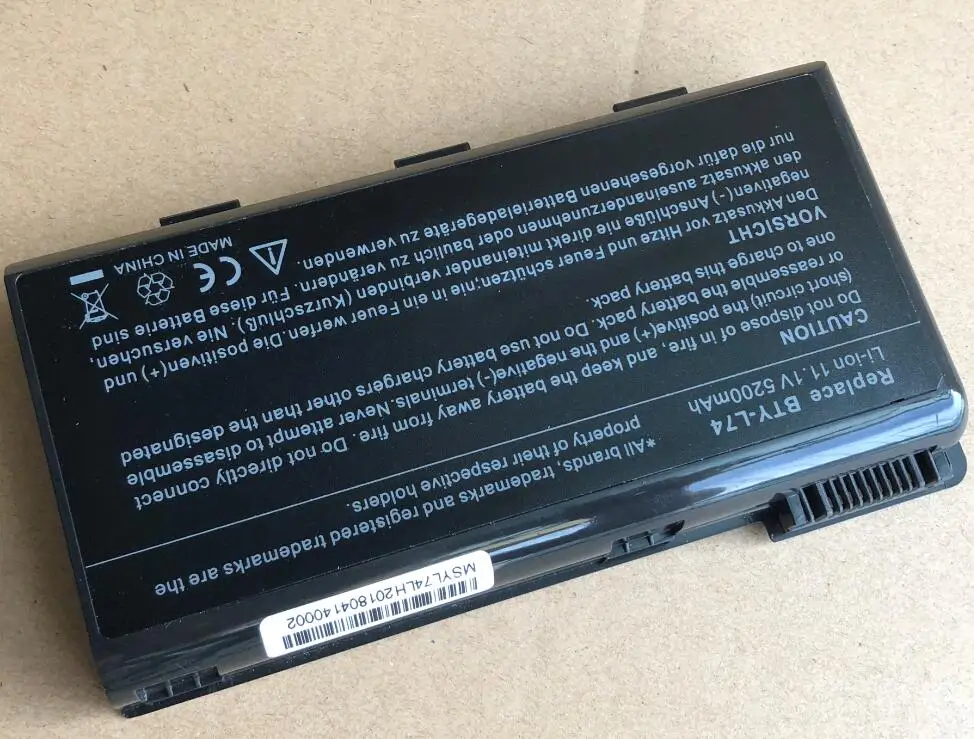 Replace BTY-L74
Li-ion 11.1V 5200mAh
*All brands, trademarks and registered trademarks are the
property of their respective holders.
CAUTION
Do not dispose of in fire, and keep the battery away from fire. Do not directly connect
(short circuit) the positive(+) and the negative(-) terminals. Never attempt to disassemble
or reassemble the battery pack. Do not use battery chargers other than the designated
one to charge this battery pack.
VORSICHT
Den Akkusatz vor Hitze und Feuer schützen:nie in ein Feuer werfen. Die positiven(+) und
negativen(-) Anschlüße nie direkt miteinander verbinden (Kurzschluß). Nie versuchen,
den akkusatz auseinanderzunehmen oder baulich zu verändern. Für diese Batterie sind
nur die dafür vorgesehenen Batterieladegeräte zu verwenden.
CE
MADE IN CHINA
MSYL74LH201804140002